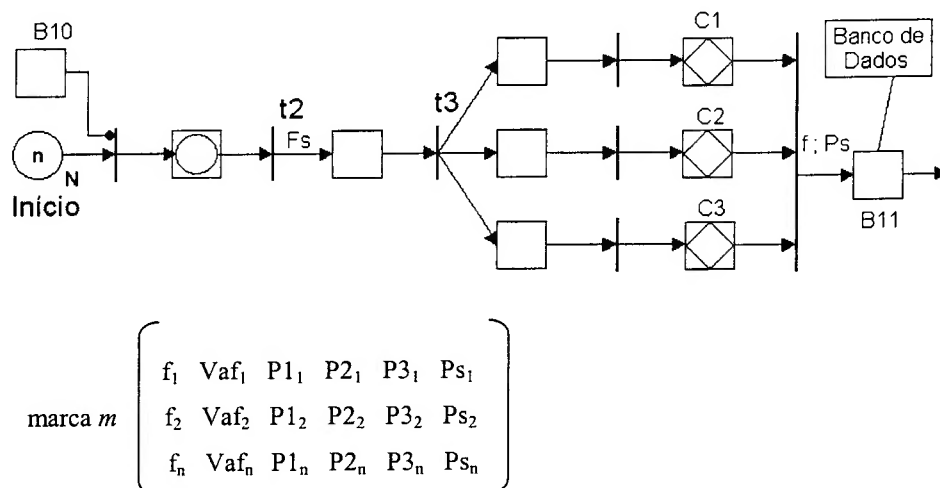 B10
C1
Banco de
Dados
t2
Fs
t3
n
N
Início
C2
f ; Ps
B11
C3
marca m
f₁ Vaf₁ P1₁ P2₁ P3₁ Ps₁
f₂ Vaf₂ P1₂ P2₂ P3₂ Ps₂
fₙ Vafₙ P1ₙ P2ₙ P3ₙ Psₙ